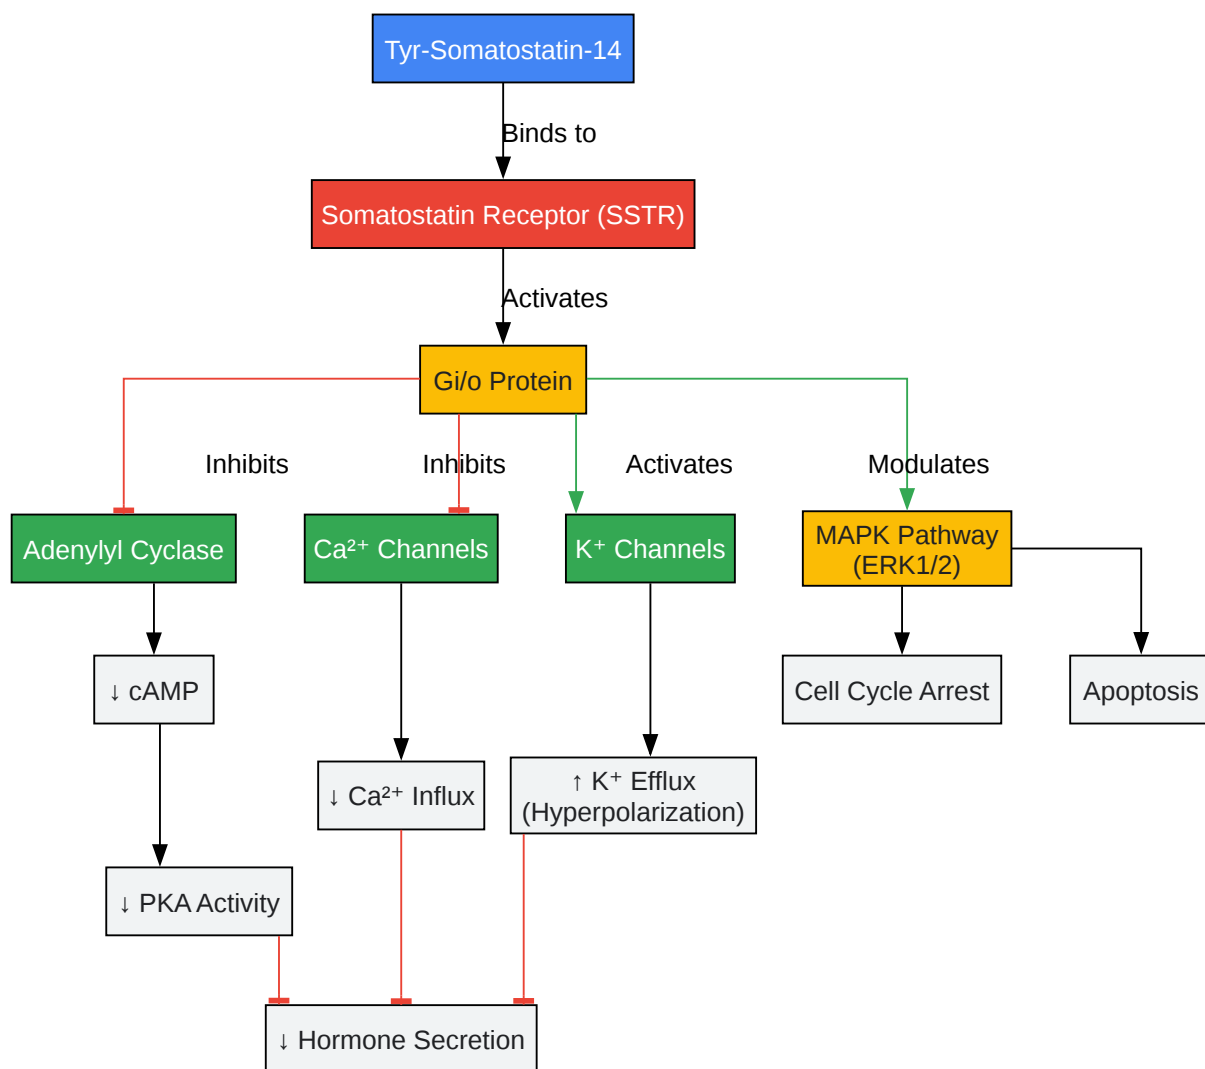 Tyr-Somatostatin-14
Binds to
Somatostatin Receptor (SSTR)
Activates
Gi/o Protein
Inhibits
Inhibits
Activates
Modulates
Adenylyl Cyclase
Ca²⁺ Channels
K⁺ Channels
MAPK Pathway
(ERK1/2)
↓ cAMP
Cell Cycle Arrest
Apoptosis
↓ Ca²⁺ Influx
↑ K⁺ Efflux
(Hyperpolarization)
↓ PKA Activity
↓ Hormone Secretion